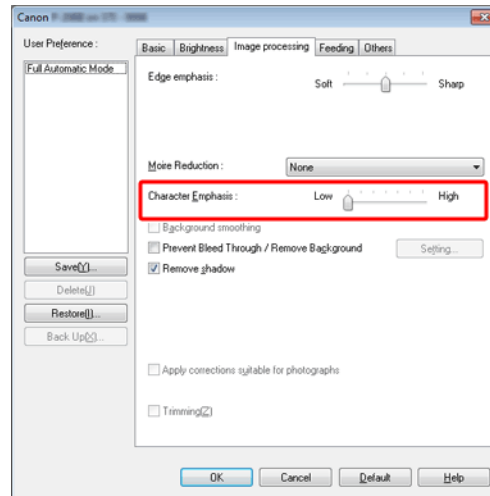 Canon
User Preference :
Full Automatic Mode
Save(Y)...
Delete(J)
Restore(I)...
Back Up(X)...
Basic Brightness Image processing Feeding Others
Edge emphasis : Soft Sharp
Moire Reduction : None
Character Emphasis : Low High
Background smoothing
Prevent Bleed Through / Remove Background Setting...
Remove shadow
Apply corrections suitable for photographs
Trimming(Z)
OK Cancel Default Help